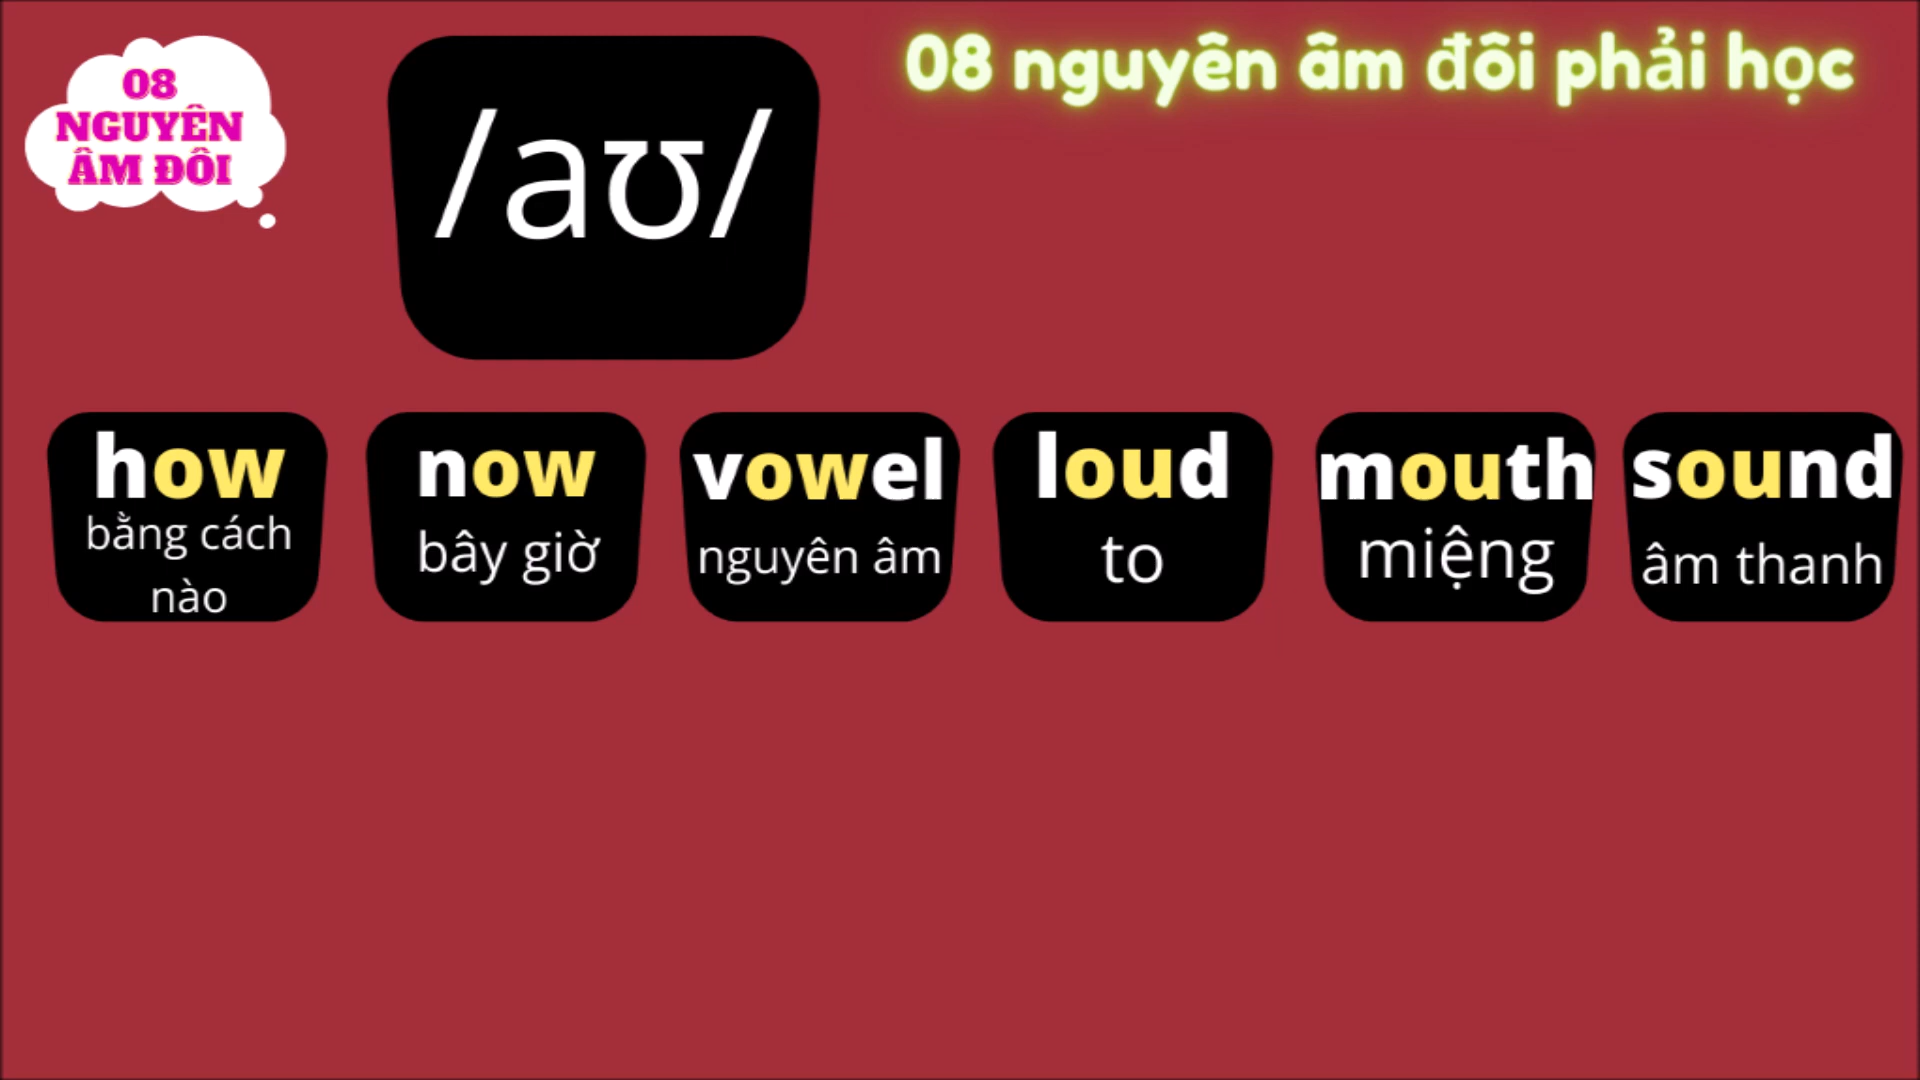 08
NGUYÊN
ÂM ĐÔI
/aʊ/
08 nguyên âm đôi phải học
how
bằng cách
nào
now
bây giờ
vowel
nguyên âm
loud
to
mouth
miệng
sound
âm thanh